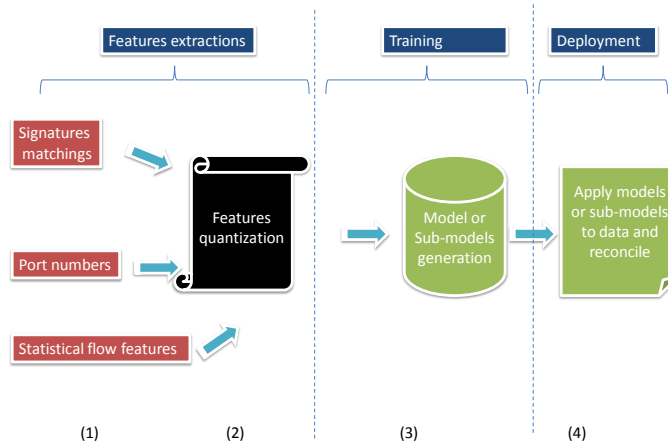 Features extractions
Training
Deployment
Signatures
matchings
Port numbers
Statistical flow features
Features
quantization
Model or
Sub-models
generation
Apply models
or sub-models
to data and
reconcile
(1)
(2)
(3)
(4)